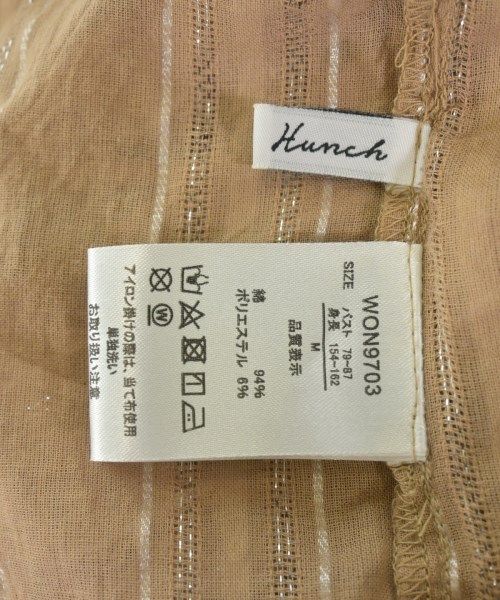 Hunch
WON9703
SIZE
バスト 79~87
身長 154~162
M
品質表示
綿 94%
ポリエステル 6%
W
アイロン掛けの際は、当て布使用
単独洗い
お取り扱い注意